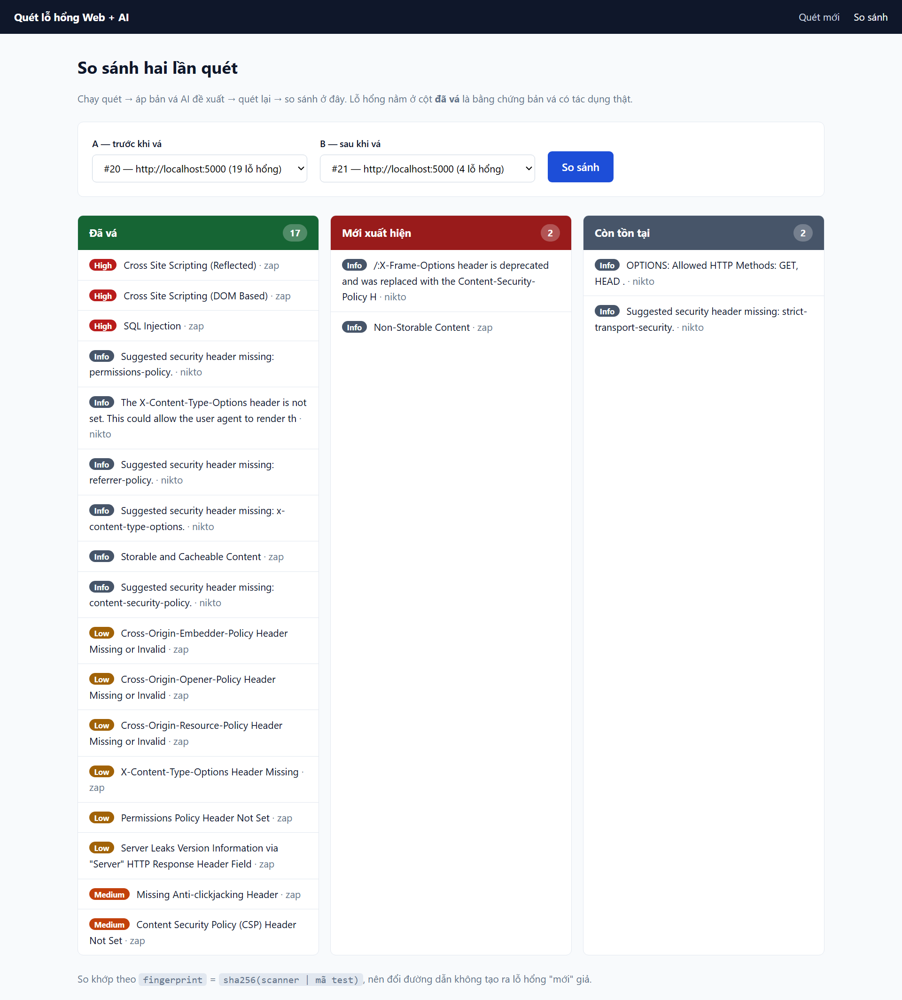 Quét lỗ hổng Web + AI
Quét mới
So sánh
So sánh hai lần quét
Chạy quét → áp bản vá AI đề xuất → quét lại → so sánh ở đây. Lỗ hổng nằm ở cột đã vá là bằng chứng bản vá có tác dụng thật.
A — trước khi vá
#20 — http://localhost:5000 (19 lỗ hổng)
B — sau khi vá
#21 — http://localhost:5000 (4 lỗ hổng)
So sánh
Đã vá 17
High Cross Site Scripting (Reflected) · zap
High Cross Site Scripting (DOM Based) · zap
High SQL Injection · zap
Info Suggested security header missing:
permissions-policy. · nikto
Info The X-Content-Type-Options header is not
set. This could allow the user agent to render th ·
nikto
Info Suggested security header missing:
referrer-policy. · nikto
Info Suggested security header missing: x-
content-type-options. · nikto
Info Storable and Cacheable Content · zap
Info Suggested security header missing:
content-security-policy. · nikto
Low Cross-Origin-Embedder-Policy Header
Missing or Invalid · zap
Low Cross-Origin-Opener-Policy Header
Missing or Invalid · zap
Low Cross-Origin-Resource-Policy Header
Missing or Invalid · zap
Low X-Content-Type-Options Header Missing ·
zap
Low Permissions Policy Header Not Set · zap
Low Server Leaks Version Information via
"Server" HTTP Response Header Field · zap
Medium Missing Anti-clickjacking Header · zap
Medium Content Security Policy (CSP) Header
Not Set · zap
Mới xuất hiện 2
Info /:X-Frame-Options header is deprecated
and was replaced with the Content-Security-
Policy H · nikto
Info Non-Storable Content · zap
Còn tồn tại 2
Info OPTIONS: Allowed HTTP Methods: GET,
HEAD . · nikto
Info Suggested security header missing: strict-
transport-security. · nikto
So khớp theo fingerprint = sha256(scanner | mã test), nên đổi đường dẫn không tạo ra lỗ hổng "mới" giả.